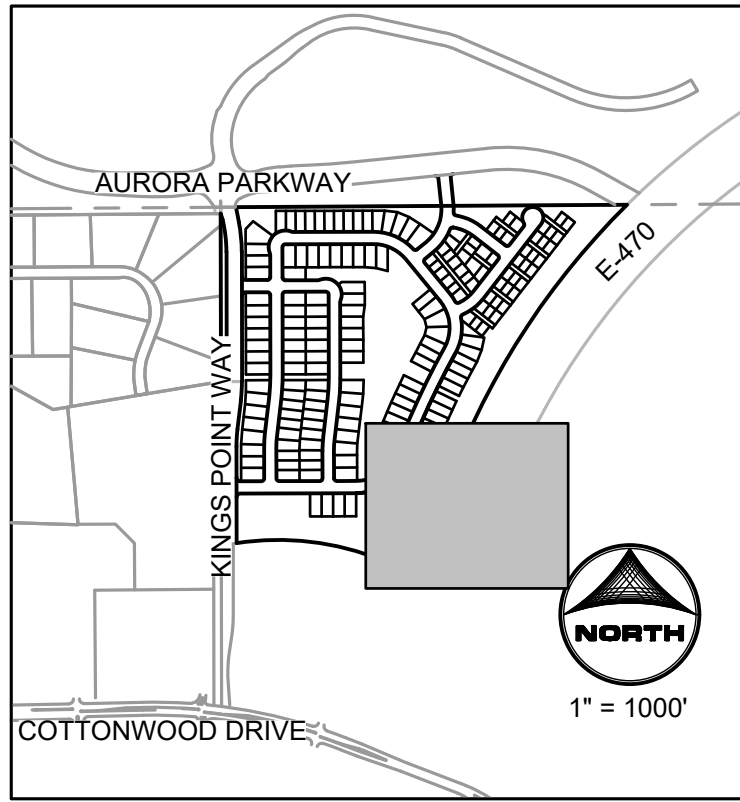 AURORA PARKWAY
E-470
KINGS POINT WAY
NORTH
1" = 1000'
COTTONWOOD DRIVE